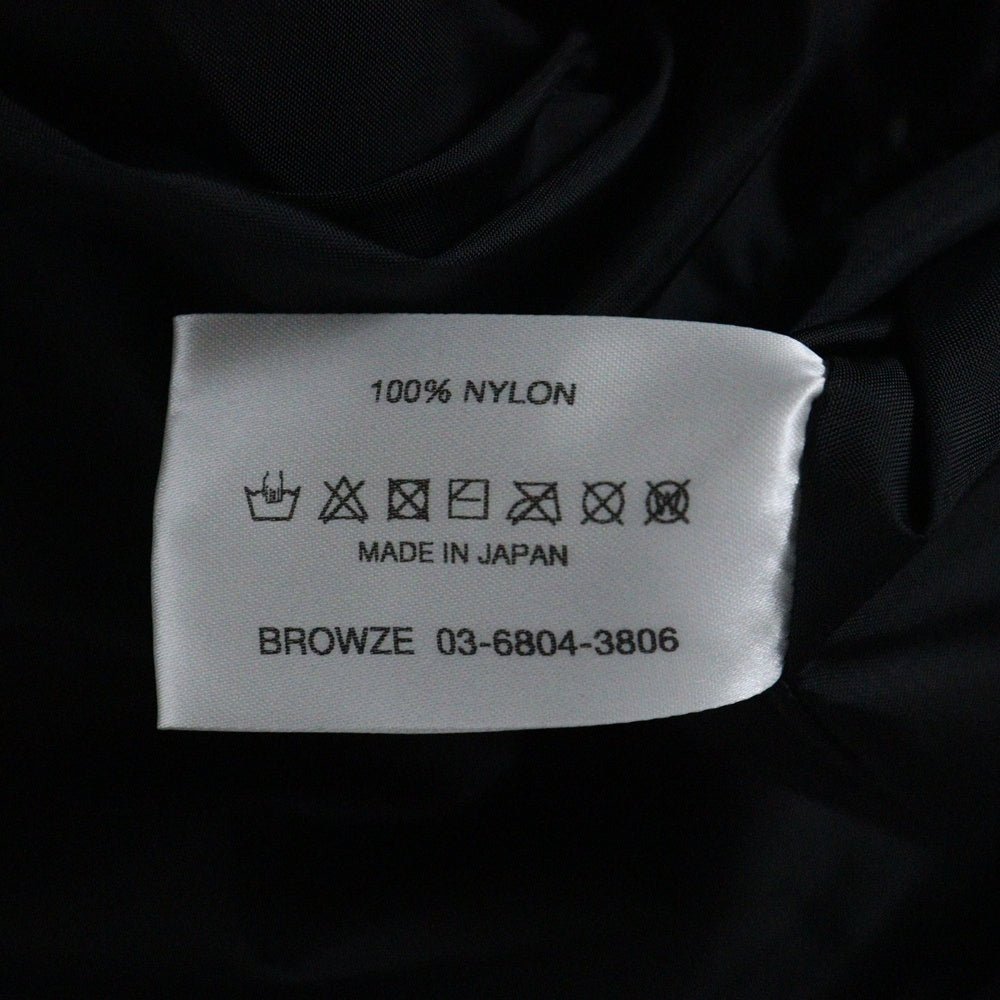 100% NYLON
W
MADE IN JAPAN
BROWZE 03-6804-3806